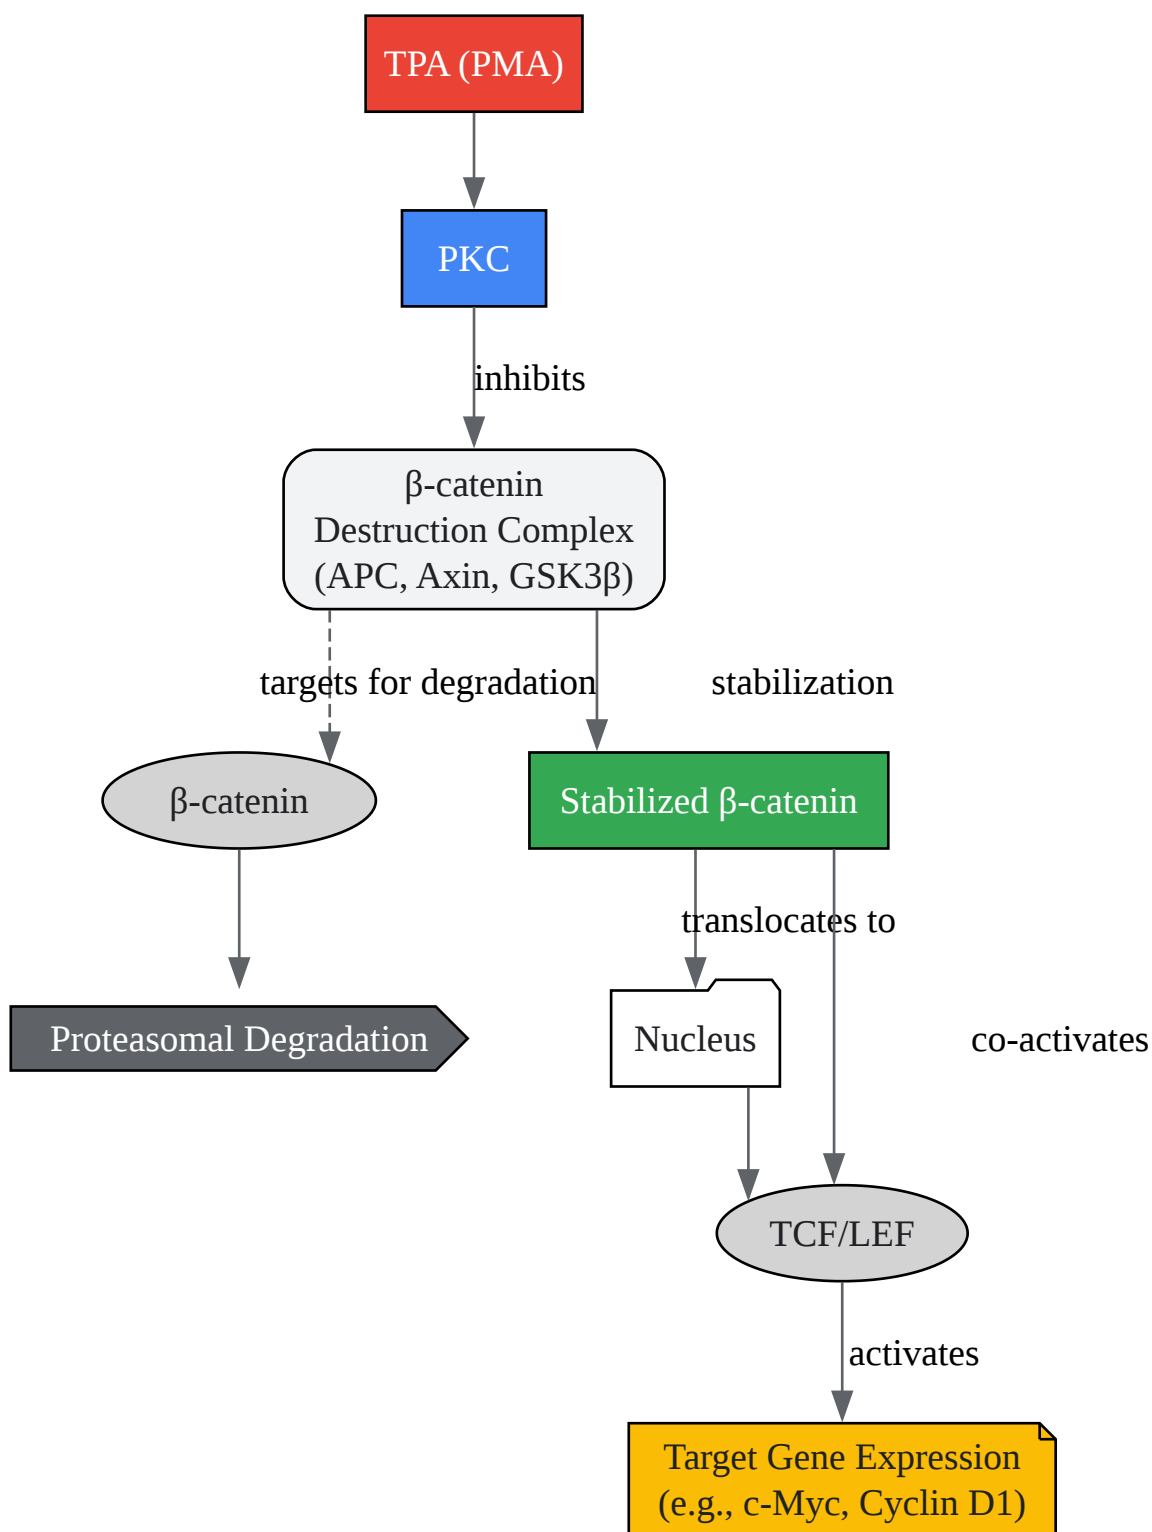 TPA (PMA)
PKC
inhibits
β-catenin
Destruction Complex
(APC, Axin, GSK3β)
targets for degradation
stabilization
β-catenin
Stabilized β-catenin
translocates to
Proteasomal Degradation
Nucleus
co-activates
TCF/LEF
activates
Target Gene Expression
(e.g., c-Myc, Cyclin D1)